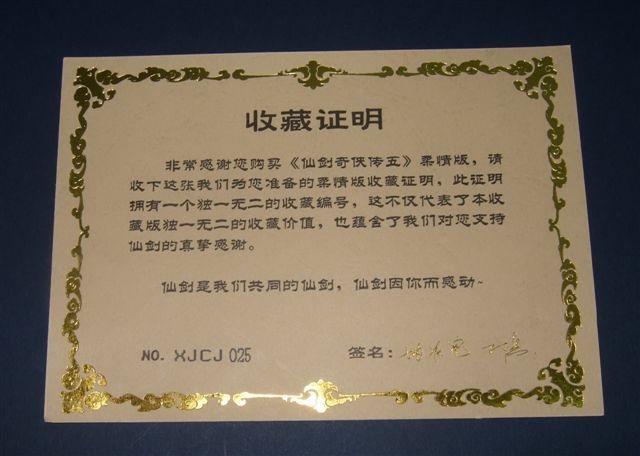 收藏证明
非常感谢您购买《仙剑奇侠传五》柔情版，请
收下这张我们为您准备的柔情版收藏证明，此证明
拥有一个独一无二的收藏编号，这不仅代表了本收
藏版独一无二的收藏价值，也蕴含了我们对您支持
仙剑的真挚感谢。
仙剑是我们共同的仙剑，仙剑因你而感动~
NO. XJCJ 025
签名：